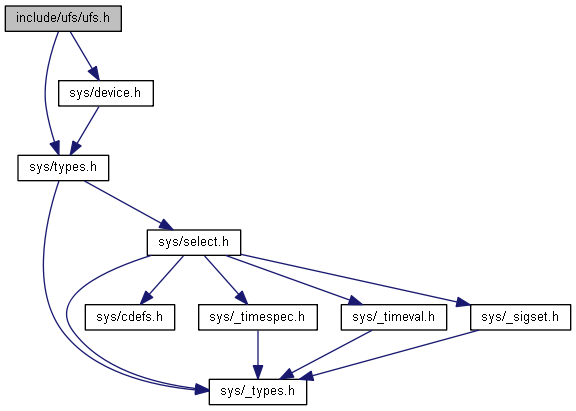 include/ufs/ufs.h
sys/device.h
sys/types.h
sys/select.h
sys/cdefs.h
sys/_timespec.h
sys/_timeval.h
sys/_sigset.h
sys/_types.h